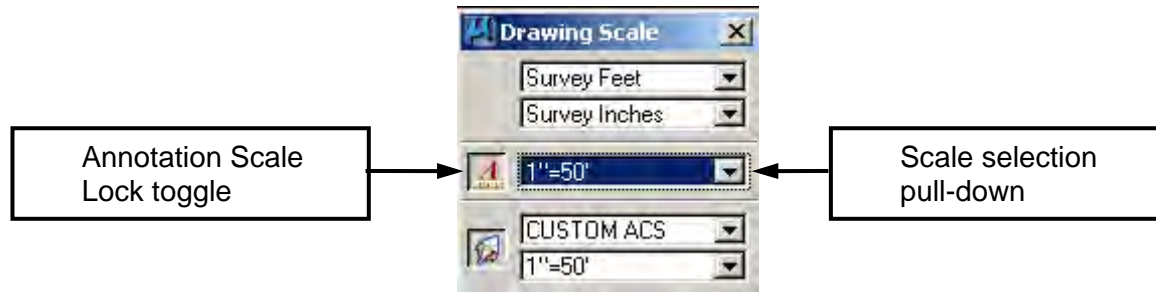 Drawing Scale
Survey Feet
Survey Inches
Annotation Scale
Lock toggle
1"=50'
Scale selection
pull-down
CUSTOM ACS
1"=50'